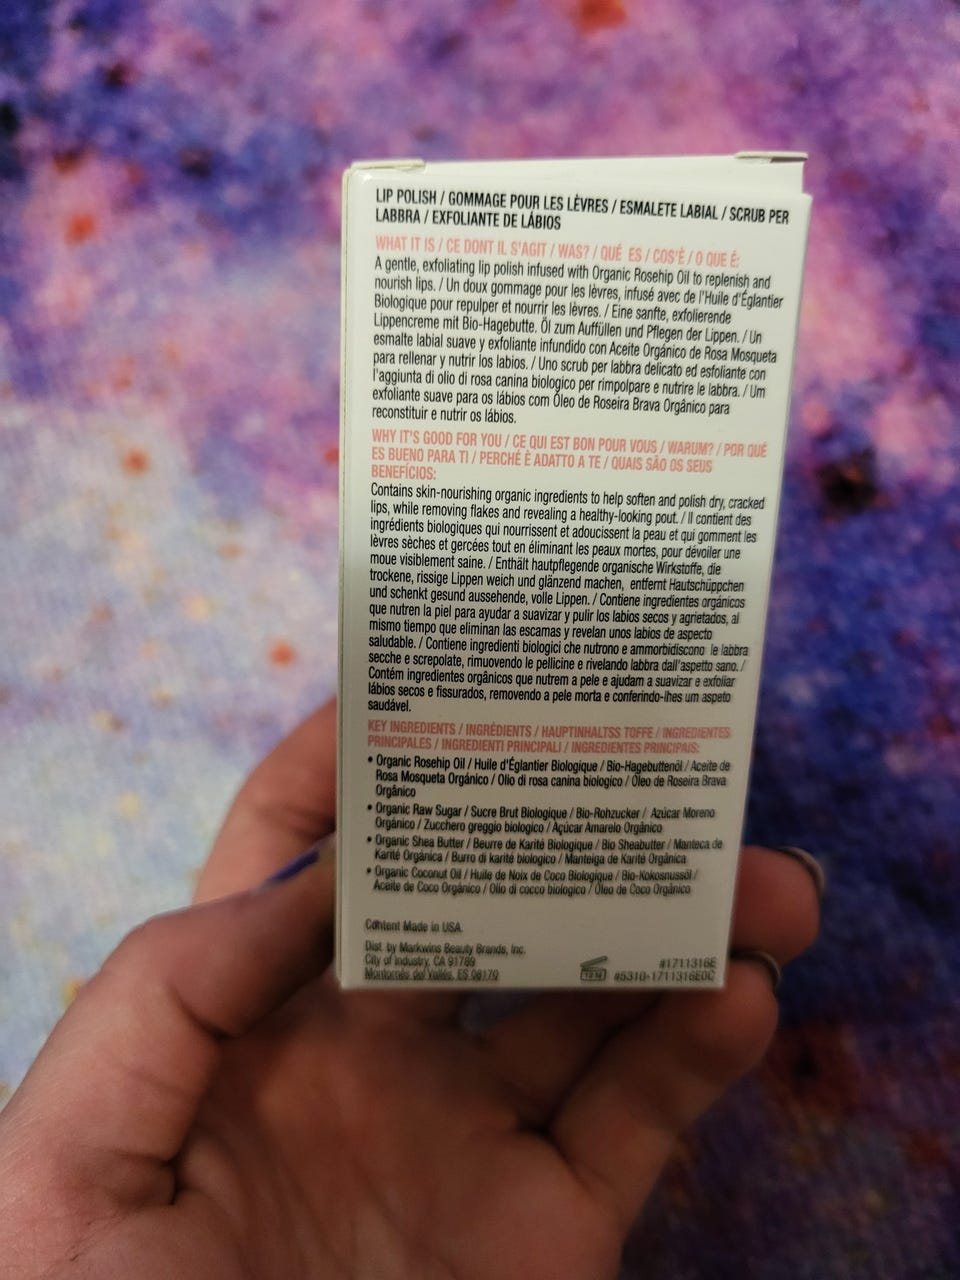 LIP POLISH / GOMMAGE POUR LES LÈVRES / ESMALETE LABIAL / SCRUB PER
LABBRA / EXFOLIANTE DE LÁBIOS
WHAT IT IS / CE DONT IL S'AGIT / WAS? / QUÉ ES / COS'È / O QUE É:
A gentle, exfoliating lip polish infused with Organic Rosehip Oil to replenish and
nourish lips. / Un doux gommage pour les lèvres, infusé avec de l'Huile d'Églantier
Biologique pour repulper et nourrir les lèvres. / Eine sanfte, exfolierende
Lippencreme mit Bio-Hagebutte. Öl zum Auffüllen und Pflegen der Lippen. / Un
esmalte labial suave y exfoliante infundido con Aceite Orgánico de Rosa Mosqueta
para rellenar y nutrir los labios. / Uno scrub per labbra delicato ed esfoliante con
l'aggiunta di olio di rosa canina biologico per rimpolpare e nutrire le labbra. / Um
exfoliante suave para os lábios com Óleo de Roseira Brava Orgânico para
reconstituir e nutrir os lábios.
WHY IT'S GOOD FOR YOU / CE QUI EST BON POUR VOUS / WARUM? / POR QUÉ
ES BUENO PARA TI / PERCHÉ È ADATTO A TE / QUAIS SÃO OS SEUS
BENEFÍCIOS:
Contains skin-nourishing organic ingredients to help soften and polish dry, cracked
lips, while removing flakes and revealing a healthy-looking pout. / Il contient des
ingrédients biologiques qui nourrissent et adoucissent la peau et qui gomment les
lèvres sèches et gercées tout en éliminant les peaux mortes, pour dévoiler une
moue visiblement saine. / Enthält hautpflegende organische Wirkstoffe, die
trockene, rissige Lippen weich und glänzend machen, entfernt Hautschüppchen
und schenkt gesund aussehende, volle Lippen. / Contiene ingredientes orgánicos
que nutren la piel para ayudar a suavizar y pulir los labios secos y agrietados, al
mismo tiempo que eliminan las escamas y revelan unos labios de aspecto
saludable. / Contiene ingredienti biologici che nutrono e ammorbidiscono le labbra
secche e screpolate, rimuovendo le pellicine e rivelando labbra dall'aspetto sano. /
Contém ingredientes orgânicos que nutrem a pele e ajudam a suavizar e exfoliar
lábios secos e fissurados, removendo a pele morta e conferindo-lhes um aspeto
saudável.
KEY INGREDIENTS / INGRÉDIENTS / HAUPTINHALTSS TOFFE / INGREDIENTES
PRINCIPALES / INGREDIENTI PRINCIPALI / INGREDIENTES PRINCIPAIS:
• Organic Rosehip Oil / Huile d'Églantier Biologique / Bio-Hagebuttenöl / Aceite de
Rosa Mosqueta Orgánico / Olio di rosa canina biologico / Óleo de Roseira Brava
Orgânico
• Organic Raw Sugar / Sucre Brut Biologique / Bio-Rohzucker / Azúcar Moreno
Orgánico / Zucchero greggio biologico / Açúcar Amarelo Orgânico
• Organic Shea Butter / Beurre de Karité Biologique / Bio Sheabutter / Manteca de
Karité Orgánica / Burro di karité biologico / Manteiga de Karité Orgânica
• Organic Coconut Oil / Huile de Noix de Coco Biologique / Bio-Kokosnussöl /
Aceite de Coco Orgánico / Olio di cocco biologico / Óleo de Coco Orgânico
Content Made in USA.
Dist. by Markwins Beauty Brands, Inc.
City of Industry, CA 91789
Montornés del Vallés, ES 08170
12 M
#1711316E
#5310-1711316E0C